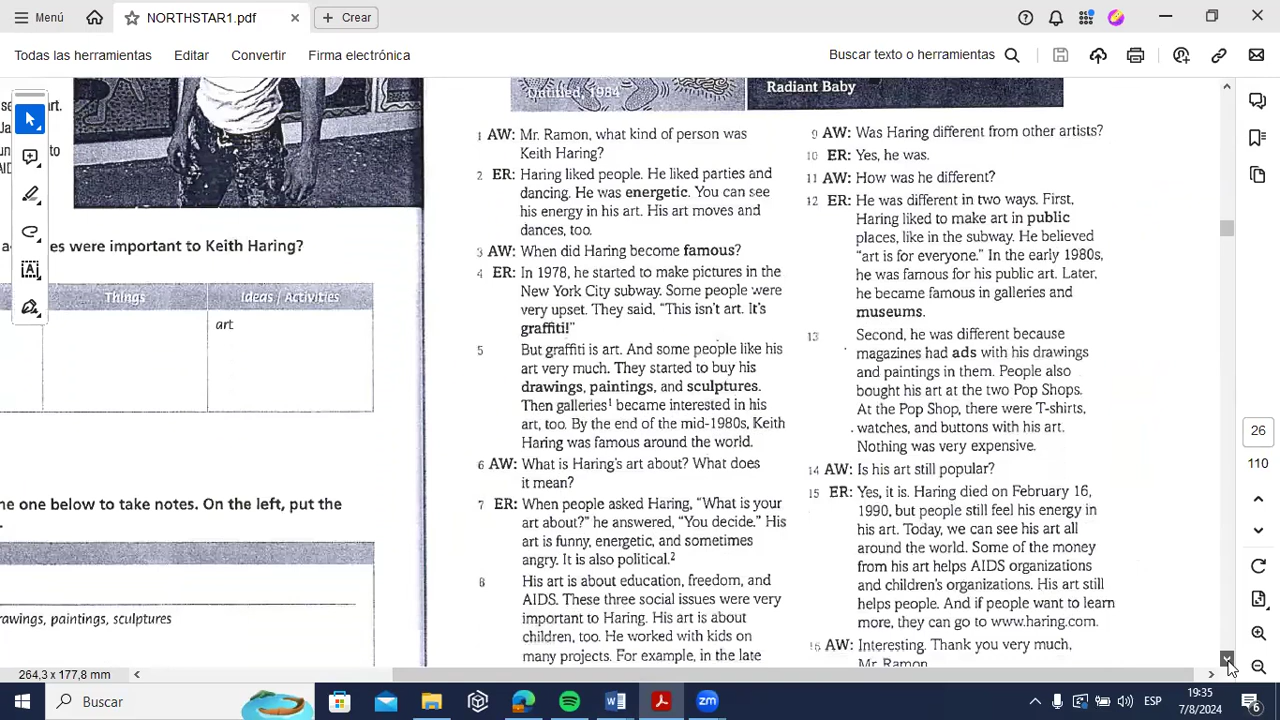 Menú
NORTHSTAR1.pdf
Crear
Todas las herramientas
Editar
Convertir
Firma electrónica
Buscar texto o herramientas
Untitled, 1984
Radiant Baby
art.
to
were important to Keith Haring?
Things
Ideas / Activities
art
ne one below to take notes. On the left, put the
rawings, paintings, sculptures
1 AW: Mr. Ramon, what kind of person was
Keith Haring?
2 ER: Haring liked people. He liked parties and
dancing. He was energetic. You can see
his energy in his art. His art moves and
dances, too.
3 AW: When did Haring become famous?
4 ER: In 1978, he started to make pictures in the
New York City subway. Some people were
very upset. They said, “This isn’t art. It’s
graffiti!”
5 But graffiti is art. And some people like his
art very much. They started to buy his
drawings, paintings, and sculptures.
Then galleries¹ became interested in his
art, too. By the end of the mid-1980s, Keith
Haring was famous around the world.
6 AW: What is Haring’s art about? What does
it mean?
7 ER: When people asked Haring, “What is your
art about?” he answered, “You decide.” His
art is funny, energetic, and sometimes
angry. It is also political.²
8 His art is about education, freedom, and
AIDS. These three social issues were very
important to Haring. His art is about
children, too. He worked with kids on
many projects. For example, in the late
9 AW: Was Haring different from other artists?
10 ER: Yes, he was.
11 AW: How was he different?
12 ER: He was different in two ways. First,
Haring liked to make art in public
places, like in the subway. He believed
“art is for everyone.” In the early 1980s,
he was famous for his public art. Later,
he became famous in galleries and
museums.
13 Second, he was different because
magazines had ads with his drawings
and paintings in them. People also
bought his art at the two Pop Shops.
At the Pop Shop, there were T-shirts,
watches, and buttons with his art.
Nothing was very expensive.
14 AW: Is his art still popular?
15 ER: Yes, it is. Haring died on February 16,
1990, but people still feel his energy in
his art. Today, we can see his art all
around the world. Some of the money
from his art helps AIDS organizations
and children’s organizations. His art still
helps people. And if people want to learn
more, they can go to www.haring.com.
16 AW: Interesting. Thank you very much,
Mr. Ramon.
26
110
264,3 x 177,8 mm
Buscar
ESP
19:35
7/8/2024
6